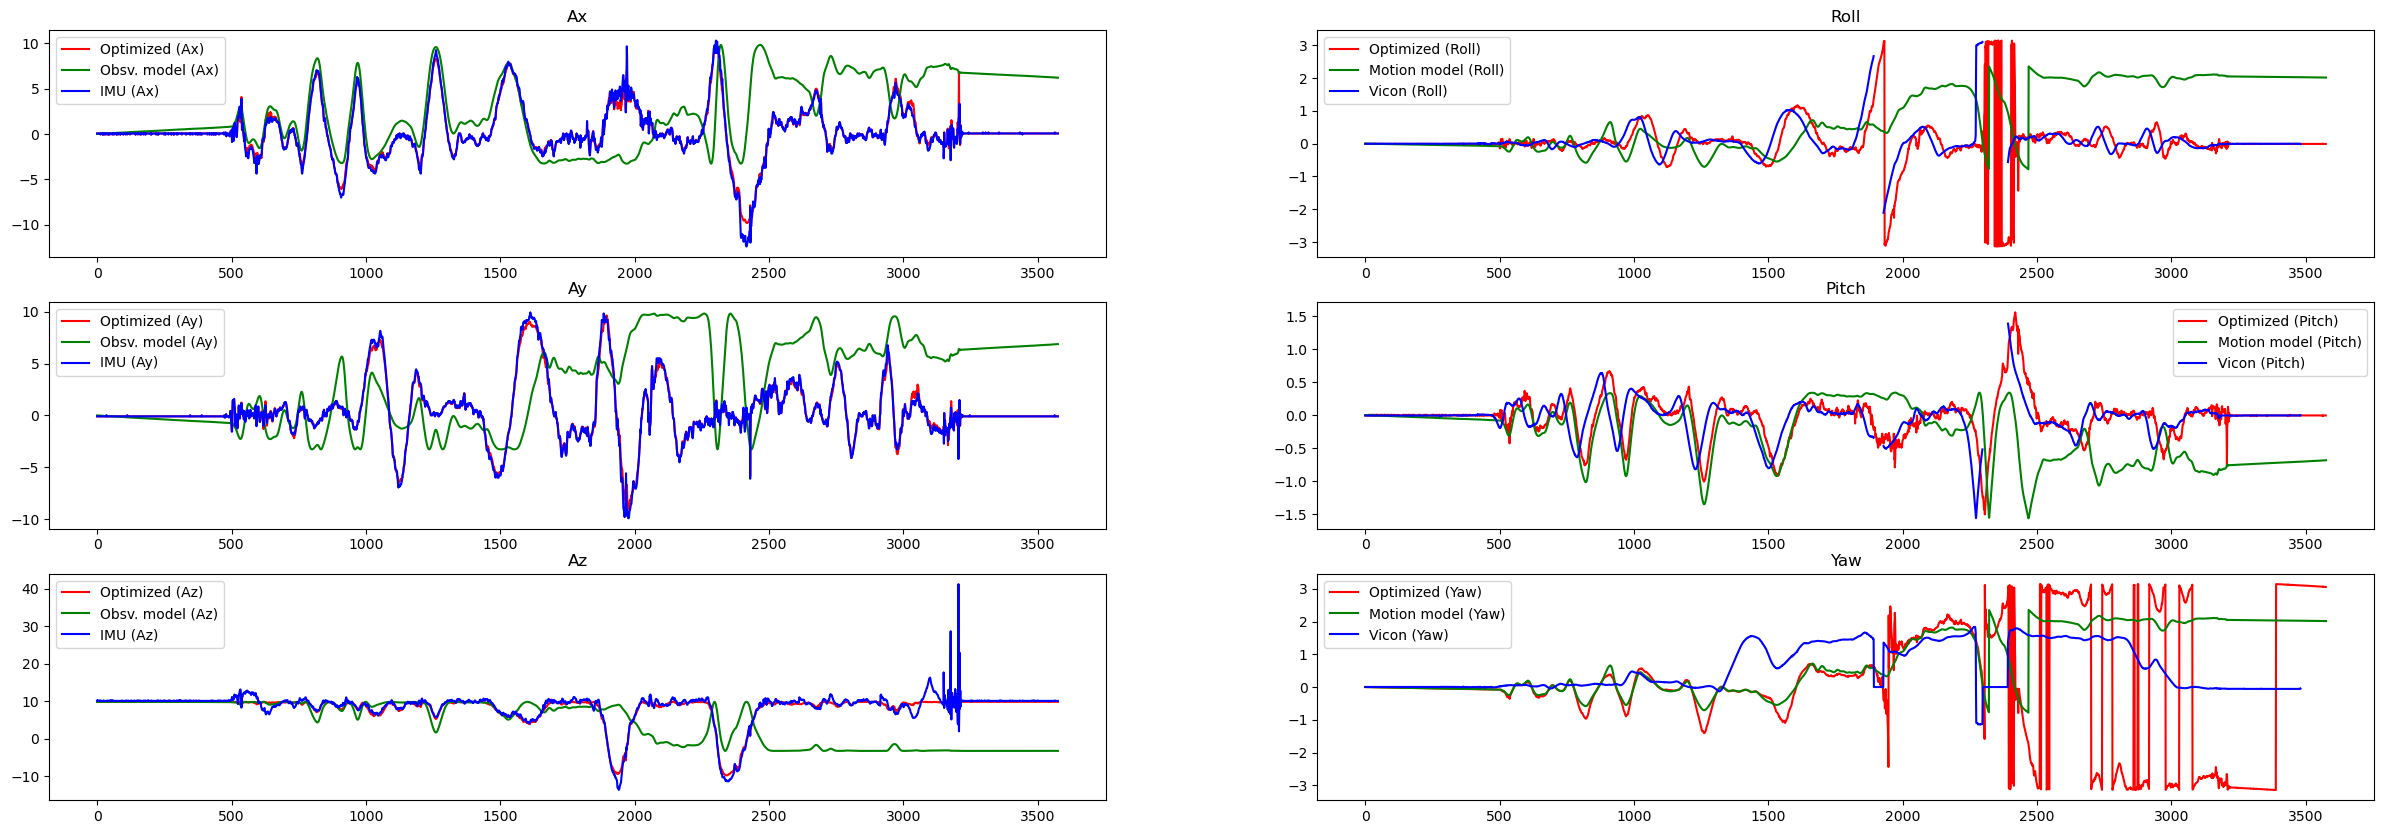 Ax
Optimized (Ax)
Obsv. model (Ax)
IMU (Ax)
10
5
0
−5
−10
0 500 1000 1500 2000 2500 3000 3500
Roll
Optimized (Roll)
Motion model (Roll)
Vicon (Roll)
3
2
1
0
−1
−2
−3
0 500 1000 1500 2000 2500 3000 3500
Ay
Optimized (Ay)
Obsv. model (Ay)
IMU (Ay)
10
5
0
−5
−10
0 500 1000 1500 2000 2500 3000 3500
Pitch
Optimized (Pitch)
Motion model (Pitch)
Vicon (Pitch)
1.5
1.0
0.5
0.0
−0.5
−1.0
−1.5
0 500 1000 1500 2000 2500 3000 3500
Az
Optimized (Az)
Obsv. model (Az)
IMU (Az)
40
30
20
10
0
−10
0 500 1000 1500 2000 2500 3000 3500
Yaw
Optimized (Yaw)
Motion model (Yaw)
Vicon (Yaw)
3
2
1
0
−1
−2
−3
0 500 1000 1500 2000 2500 3000 3500